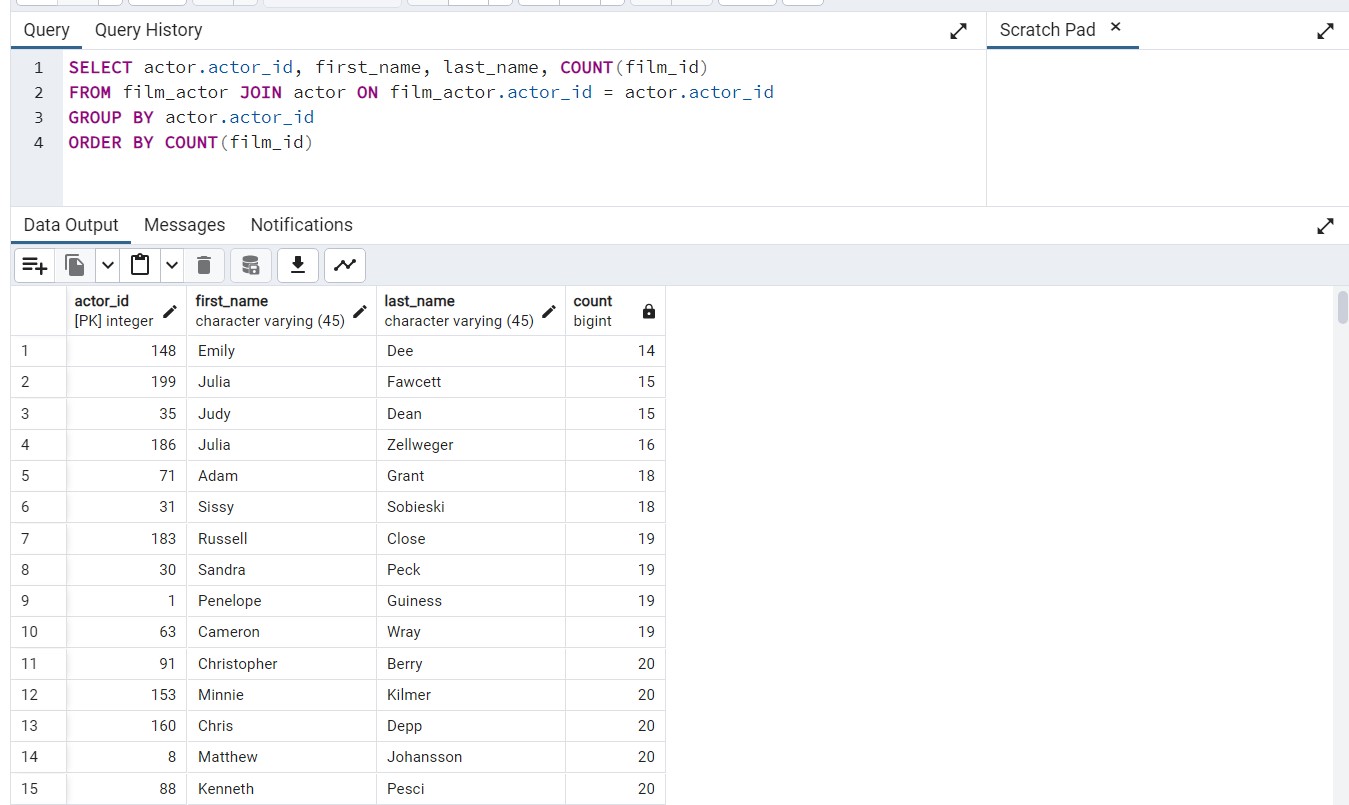 Query Query History Scratch Pad ×
1 SELECT actor.actor_id, first_name, last_name, COUNT(film_id)
2 FROM film_actor JOIN actor ON film_actor.actor_id = actor.actor_id
3 GROUP BY actor.actor_id
4 ORDER BY COUNT(film_id)
Data Output Messages Notifications
actor_id first_name last_name count
[PK] integer character varying (45) character varying (45) bigint
1 148 Emily Dee 14
2 199 Julia Fawcett 15
3 35 Judy Dean 15
4 186 Julia Zellweger 16
5 71 Adam Grant 18
6 31 Sissy Sobieski 18
7 183 Russell Close 19
8 30 Sandra Peck 19
9 1 Penelope Guiness 19
10 63 Cameron Wray 19
11 91 Christopher Berry 20
12 153 Minnie Kilmer 20
13 160 Chris Depp 20
14 8 Matthew Johansson 20
15 88 Kenneth Pesci 20